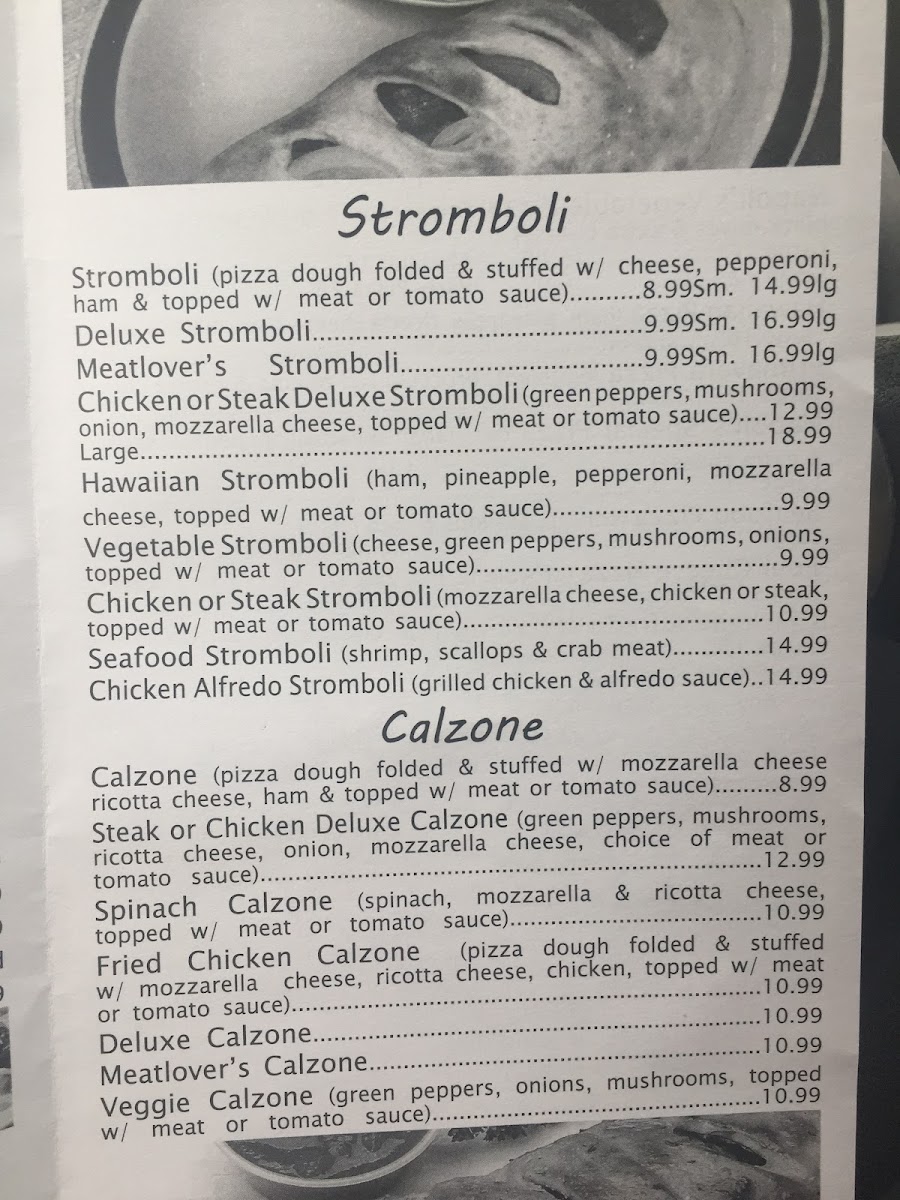 Stromboli
Stromboli (pizza dough folded & stuffed w/ cheese, pepperoni,
ham & topped w/ meat or tomato sauce)..........8.99Sm. 14.99lg
Deluxe Stromboli................................................9.99Sm. 16.99lg
Meatlover's Stromboli...................................9.99Sm. 16.99lg
Chicken or Steak Deluxe Stromboli (green peppers, mushrooms,
onion, mozzarella cheese, topped w/ meat or tomato sauce)....12.99
Large.........................................................................................18.99
Hawaiian Stromboli (ham, pineapple, pepperoni, mozzarella
cheese, topped w/ meat or tomato sauce)................................9.99
Vegetable Stromboli (cheese, green peppers, mushrooms, onions,
topped w/ meat or tomato sauce)...........................................9.99
Chicken or Steak Stromboli (mozzarella cheese, chicken or steak,
topped w/ meat or tomato sauce)...........................................10.99
Seafood Stromboli (shrimp, scallops & crab meat).............14.99
Chicken Alfredo Stromboli (grilled chicken & alfredo sauce)..14.99
Calzone
Calzone (pizza dough folded & stuffed w/ mozzarella cheese
ricotta cheese, ham & topped w/ meat or tomato sauce).........8.99
Steak or Chicken Deluxe Calzone (green peppers, mushrooms,
ricotta cheese, onion, mozzarella cheese, choice of meat or
tomato sauce).......................................................................12.99
Spinach Calzone (spinach, mozzarella & ricotta cheese,
topped w/ meat or tomato sauce)....................................10.99
Fried Chicken Calzone (pizza dough folded & stuffed
w/ mozzarella cheese, ricotta cheese, chicken, topped w/ meat
or tomato sauce)...................................................................10.99
Deluxe Calzone................................................................10.99
Meatlover's Calzone........................................................10.99
Veggie Calzone (green peppers, onions, mushrooms, topped
w/ meat or tomato sauce)...............................................10.99